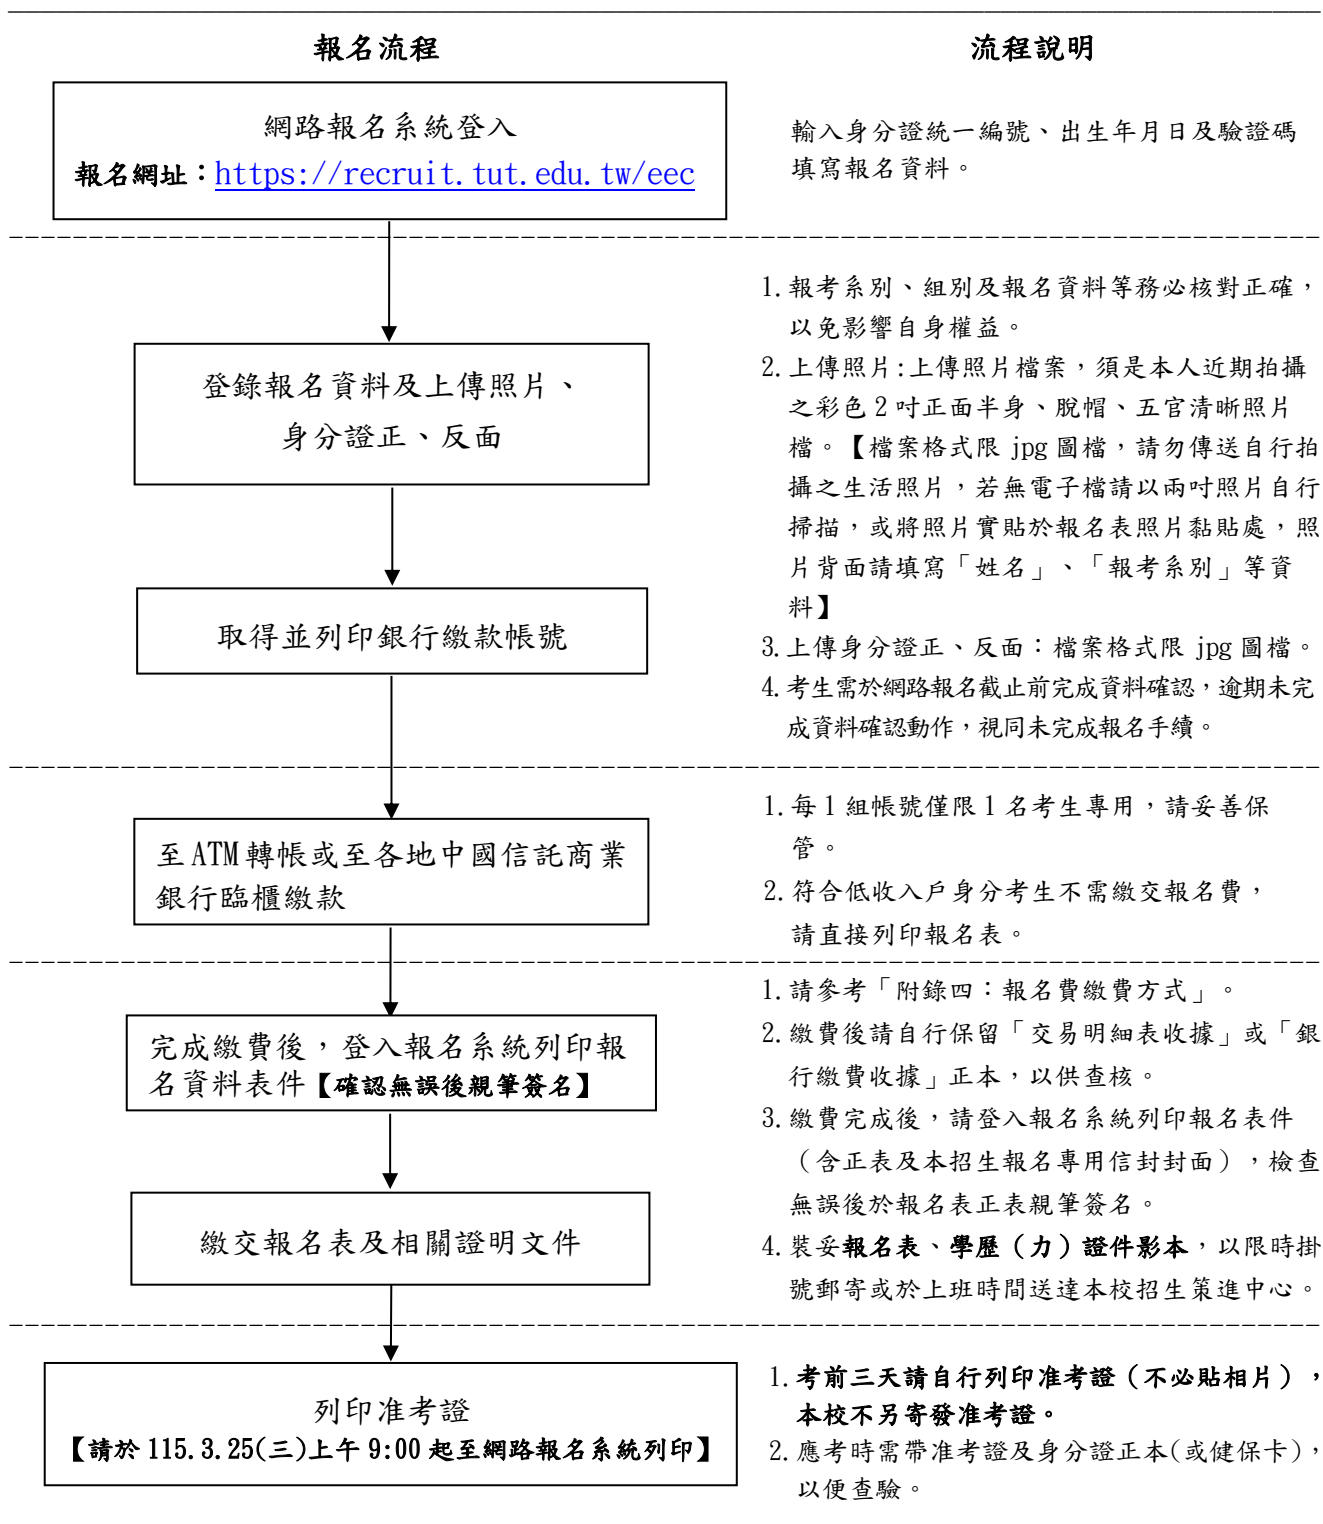 報名流程
流程說明
網路報名系統登入
報名網址：https://recruit.tut.edu.tw/eec
輸入身分證統一編號、出生年月日及驗證碼
填寫報名資料。
登錄報名資料及上傳照片、
身分證正、反面
取得並列印銀行繳款帳號
1.報考系別、組別及報名資料等務必核對正確，
以免影響自身權益。
2.上傳照片:上傳照片檔案，須是本人近期拍攝
之彩色2吋正面半身、脫帽、五官清晰照片
檔。【檔案格式限 jpg 圖檔，請勿傳送自行拍
攝之生活照片，若無電子檔請以兩吋照片自行
掃描，或將照片實貼於報名表照片黏貼處，照
片背面請填寫「姓名」、「報考系別」等資
料】
3.上傳身分證正、反面：檔案格式限 jpg 圖檔。
4.考生需於網路報名截止前完成資料確認，逾期未完
成資料確認動作，視同未完成報名手續。
至ATM轉帳或至各地中國信託商業
銀行臨櫃繳款
1.每1組帳號僅限1名考生專用，請妥善保
管。
2.符合低收入戶身分考生不需繳交報名費，
請直接列印報名表。
完成繳費後，登入報名系統列印報
名資料表件【確認無誤後親筆簽名】
繳交報名表及相關證明文件
1.請參考「附錄四：報名費繳費方式」。
2.繳費後請自行保留「交易明細表收據」或「銀
行繳費收據」正本，以供查核。
3.繳費完成後，請登入報名系統列印報名表件
（含正表及本招生報名專用信封封面），檢查
無誤後於報名表正表親筆簽名。
4.裝妥報名表、學歷（力）證件影本，以限時掛
號郵寄或於上班時間送達本校招生策進中心。
列印准考證
【請於 115.3.25(三)上午 9:00 起至網路報名系統列印】
1.考前三天請自行列印准考證（不必貼相片），
本校不另寄發准考證。
2.應考時需帶准考證及身分證正本(或健保卡)，
以便查驗。